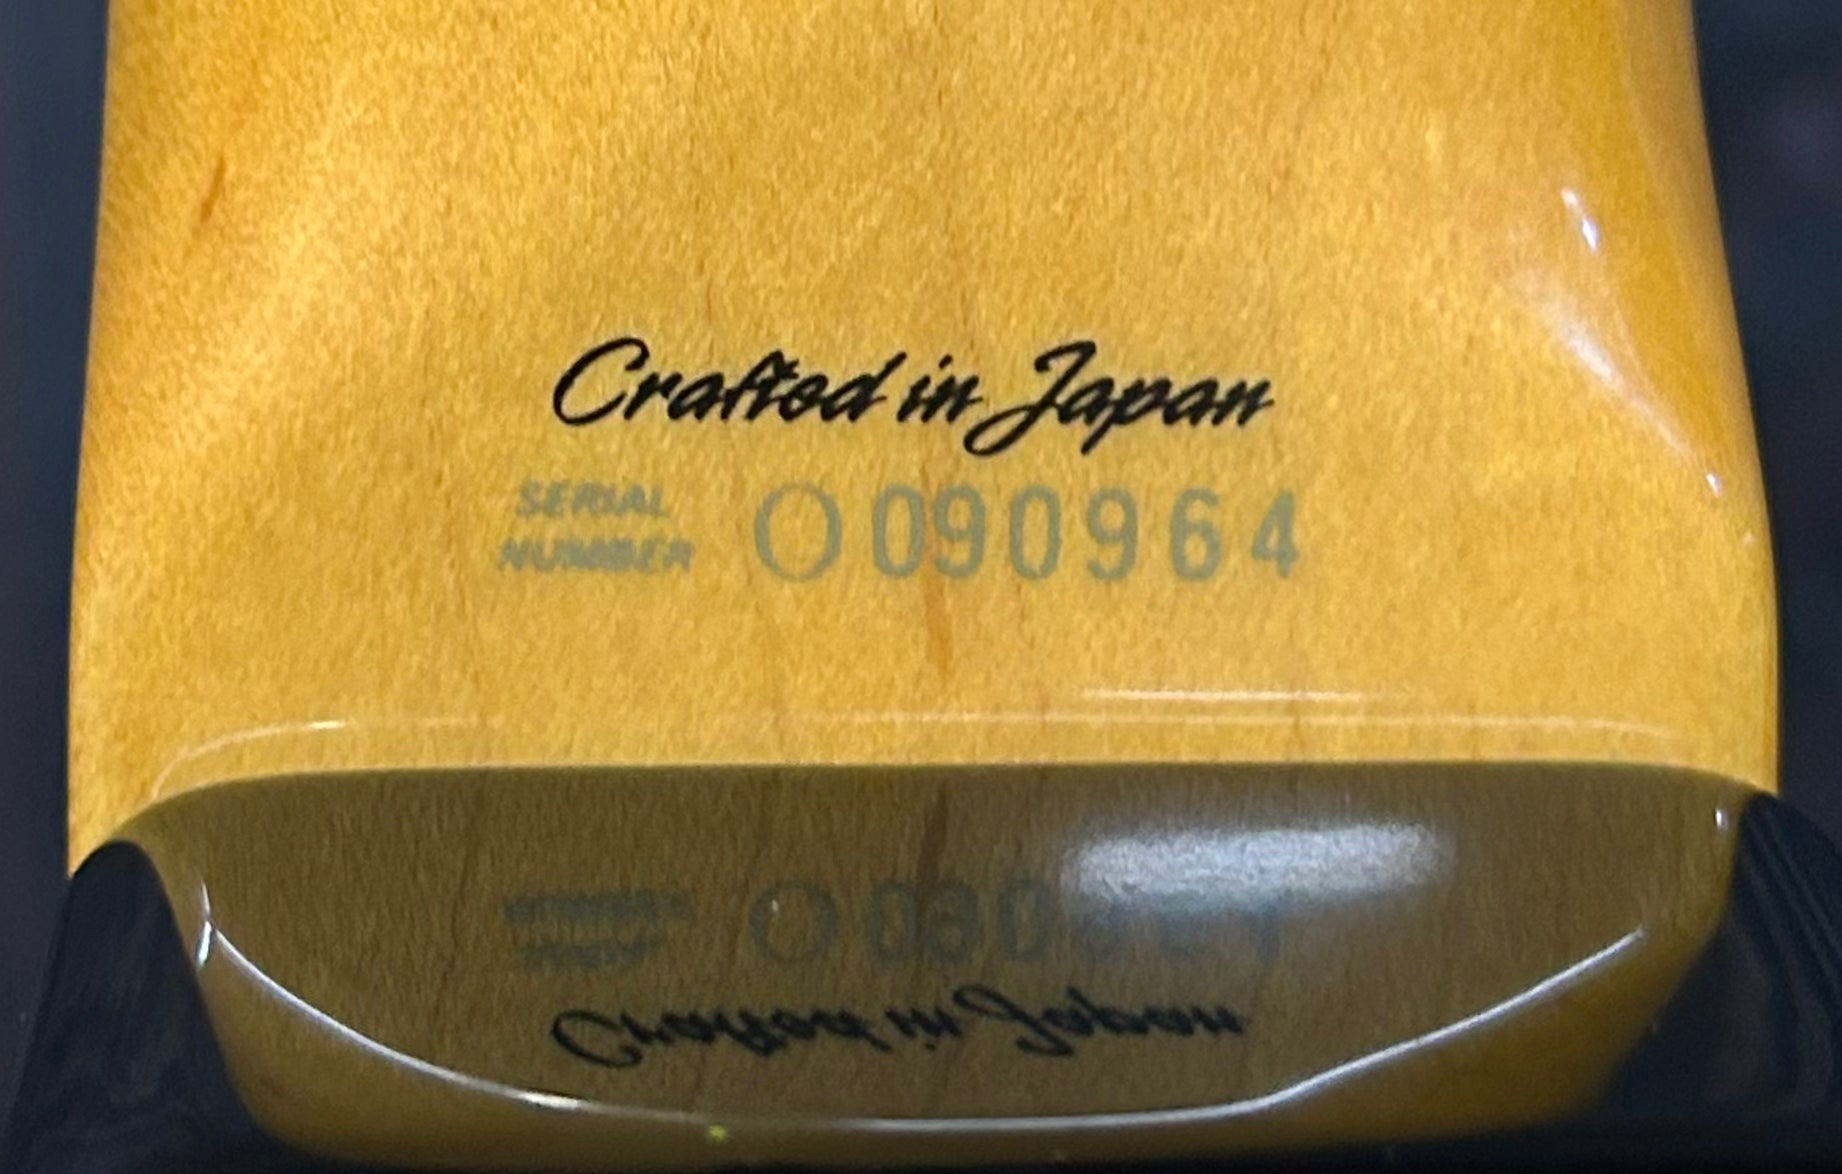 Crafted in Japan
SERIAL
NUMBER
O090964